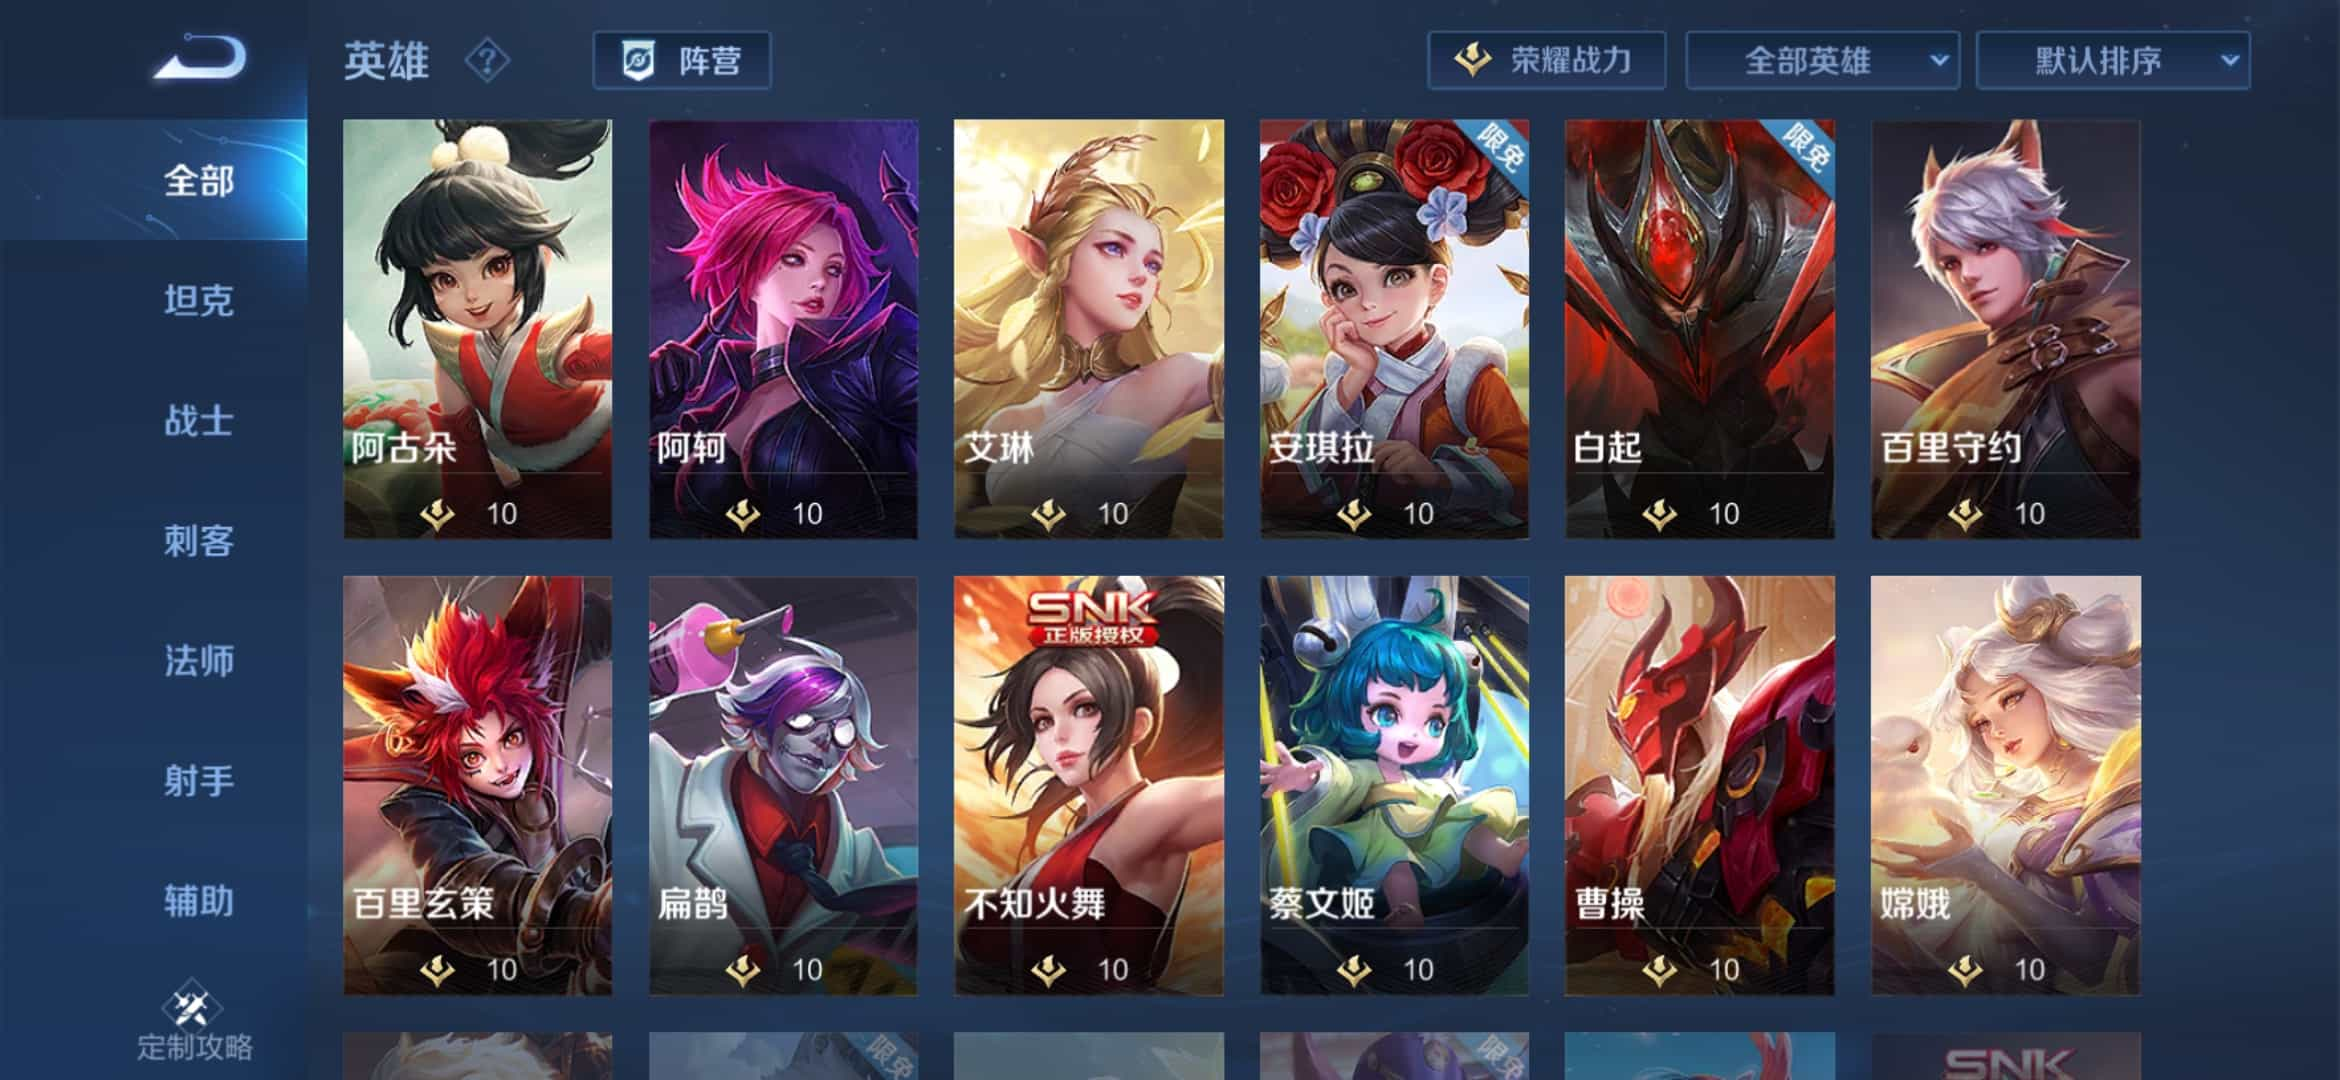 英雄
?
阵营
荣耀战力
全部英雄
默认排序
全部
坦克
战士
刺客
法师
射手
辅助
定制攻略
阿古朵
10
阿轲
10
艾琳
10
限免
安琪拉
10
限免
白起
10
百里守约
10
百里玄策
10
扁鹊
10
SNK
正版授权
不知火舞
10
蔡文姬
10
曹操
10
嫦娥
10
限免
限免
SNK